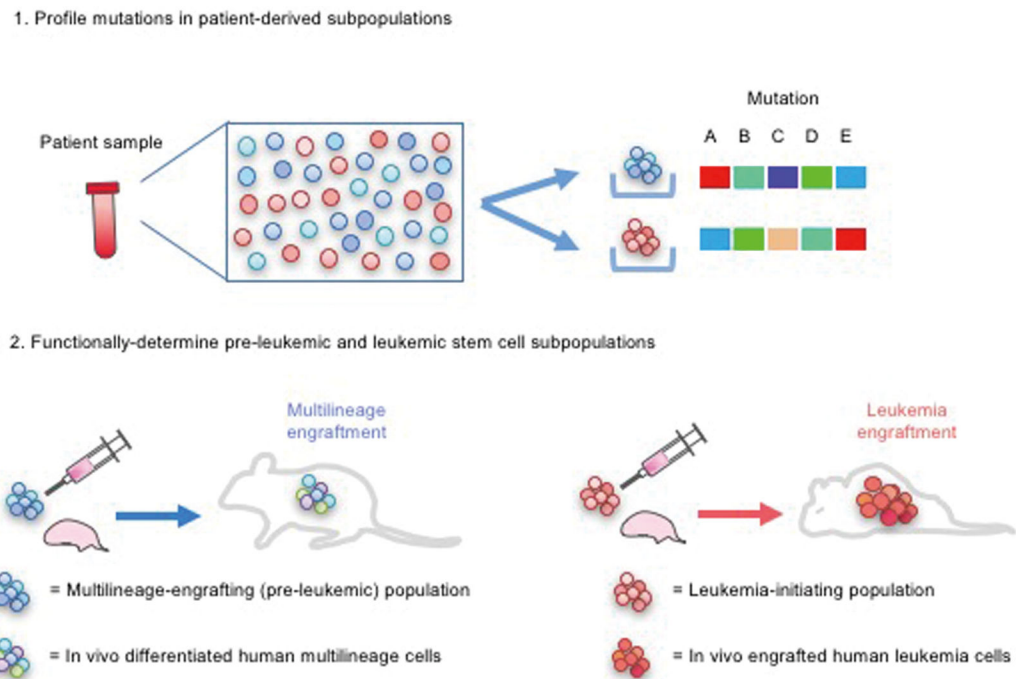 1. Profile mutations in patient-derived subpopulations
Mutation
Patient sample
A B C D E
2. Functionally-determine pre-leukemic and leukemic stem cell subpopulations
Multilineage
engraftment
Leukemia
engraftment
= Multilineage-engrafting (pre-leukemic) population
= Leukemia-initiating population
= In vivo differentiated human multilineage cells
= In vivo engrafted human leukemia cells